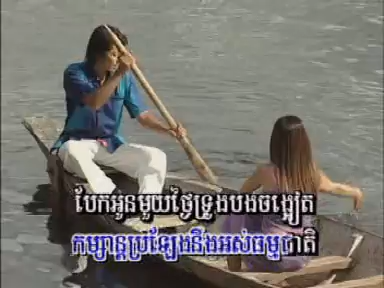 បែកអូនមួយថ្ងៃទ្រូងបងចង្អៀត
កម្សាន្តប្រឡែងនឹងអស់ធម្មជាតិ